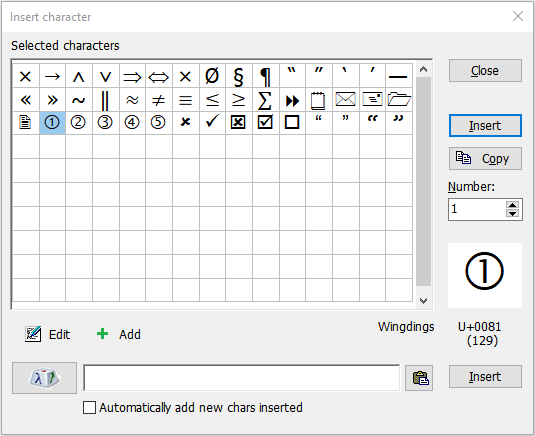 Insert character
Selected characters
× → ∧ ∨ ⇒ ⇔ × Ø § ¶ “ ” ‵ ′ —
« » ~ ‖ ≈ ≠ ≡ ≤ ≥ Σ
① ② ③ ④ ⑤ × ✓ ☒ ☑ ☐ “ ” “ ”
Close
Insert
Copy
Number:
1
①
Wingdings U+0081
(129)
Edit Add
λ
Insert
Automatically add new chars inserted